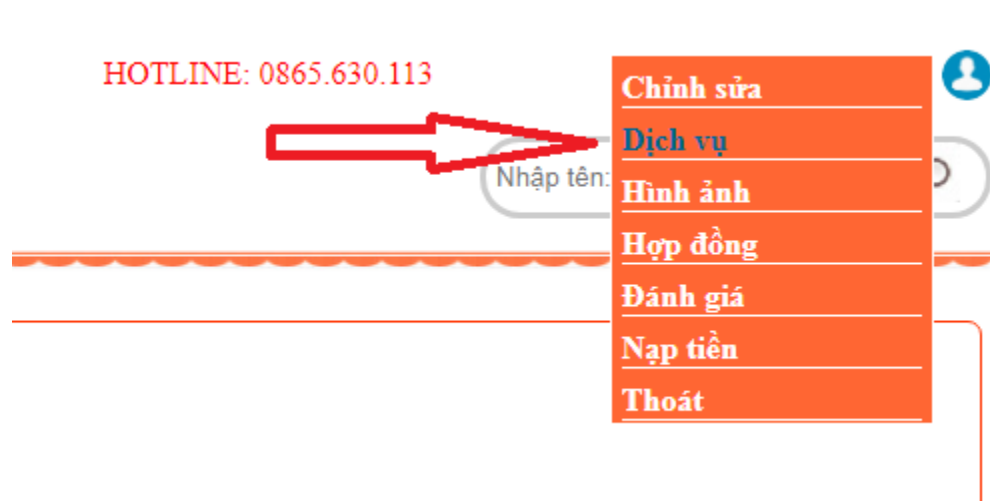 HOTLINE: 0865.630.113
Chỉnh sửa
Dịch vụ
Nhập tên:
Hình ảnh
Hợp đồng
Đánh giá
Nạp tiền
Thoát